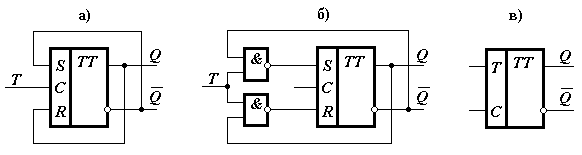 а)
S TT Q
T C
R Q̅
б)
& S TT Q
T C
& R Q̅
в)
T TT Q
C Q̅